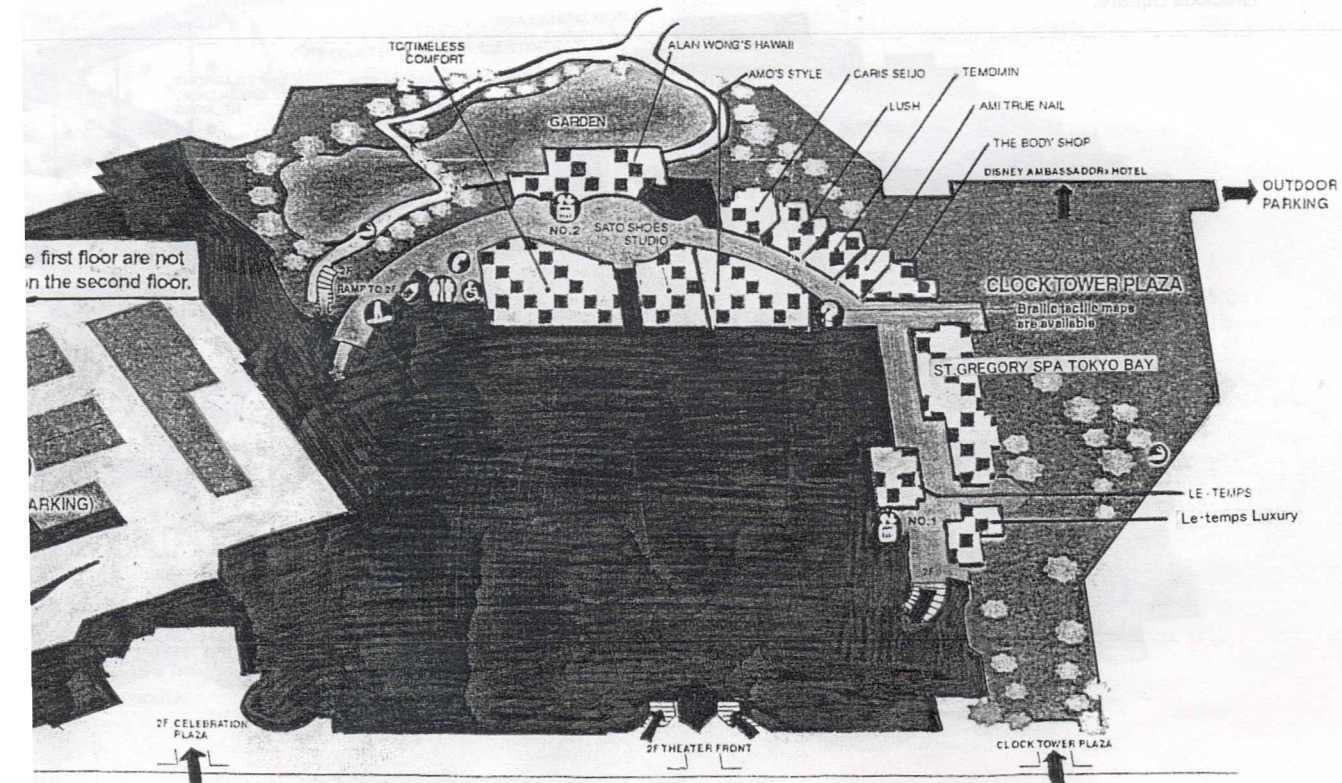 TC/TIMELESS
COMFORT
ALAN WONG'S HAWAII
AMO'S STYLE
CARIS SEIJO
TEMOMIN
LUSH
AMI TRUE NAIL
THE BODY SHOP
GARDEN
DISNEY AMBASSADOR® HOTEL
OUTDOOR
PARKING
NO.2
SATO SHOES
STUDIO
e first floor are not
n the second floor.
2F
RAMP TO 2F
?
CLOCK TOWER PLAZA
Braille tactile maps
are available
ST.GREGORY SPA TOKYO BAY
ARKING)
LE·TEMPS
NO.1
Le·temps Luxury
2F
2F CELEBRATION
PLAZA
2F THEATER FRONT
CLOCK TOWER PLAZA